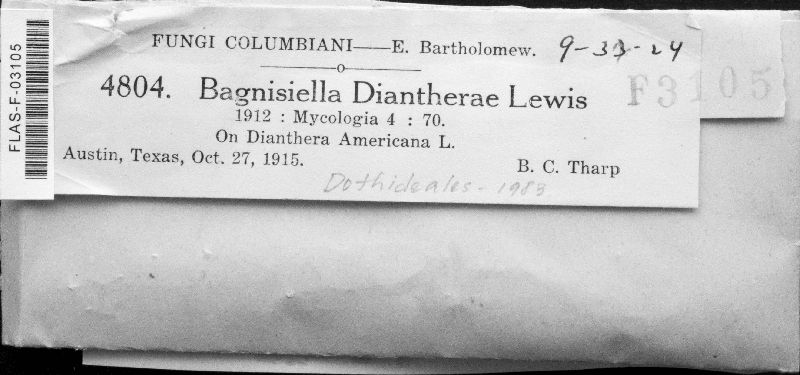 FLAS-F-03105
FUNGI COLUMBIANI—E. Bartholomew.
4804. Bagnisiella Diantherae Lewis
F3105
1912 : Mycologia 4 : 70.
On Dianthera Americana L.
Austin, Texas, Oct. 27, 1915.
B. C. Tharp
Dothideales - 1983